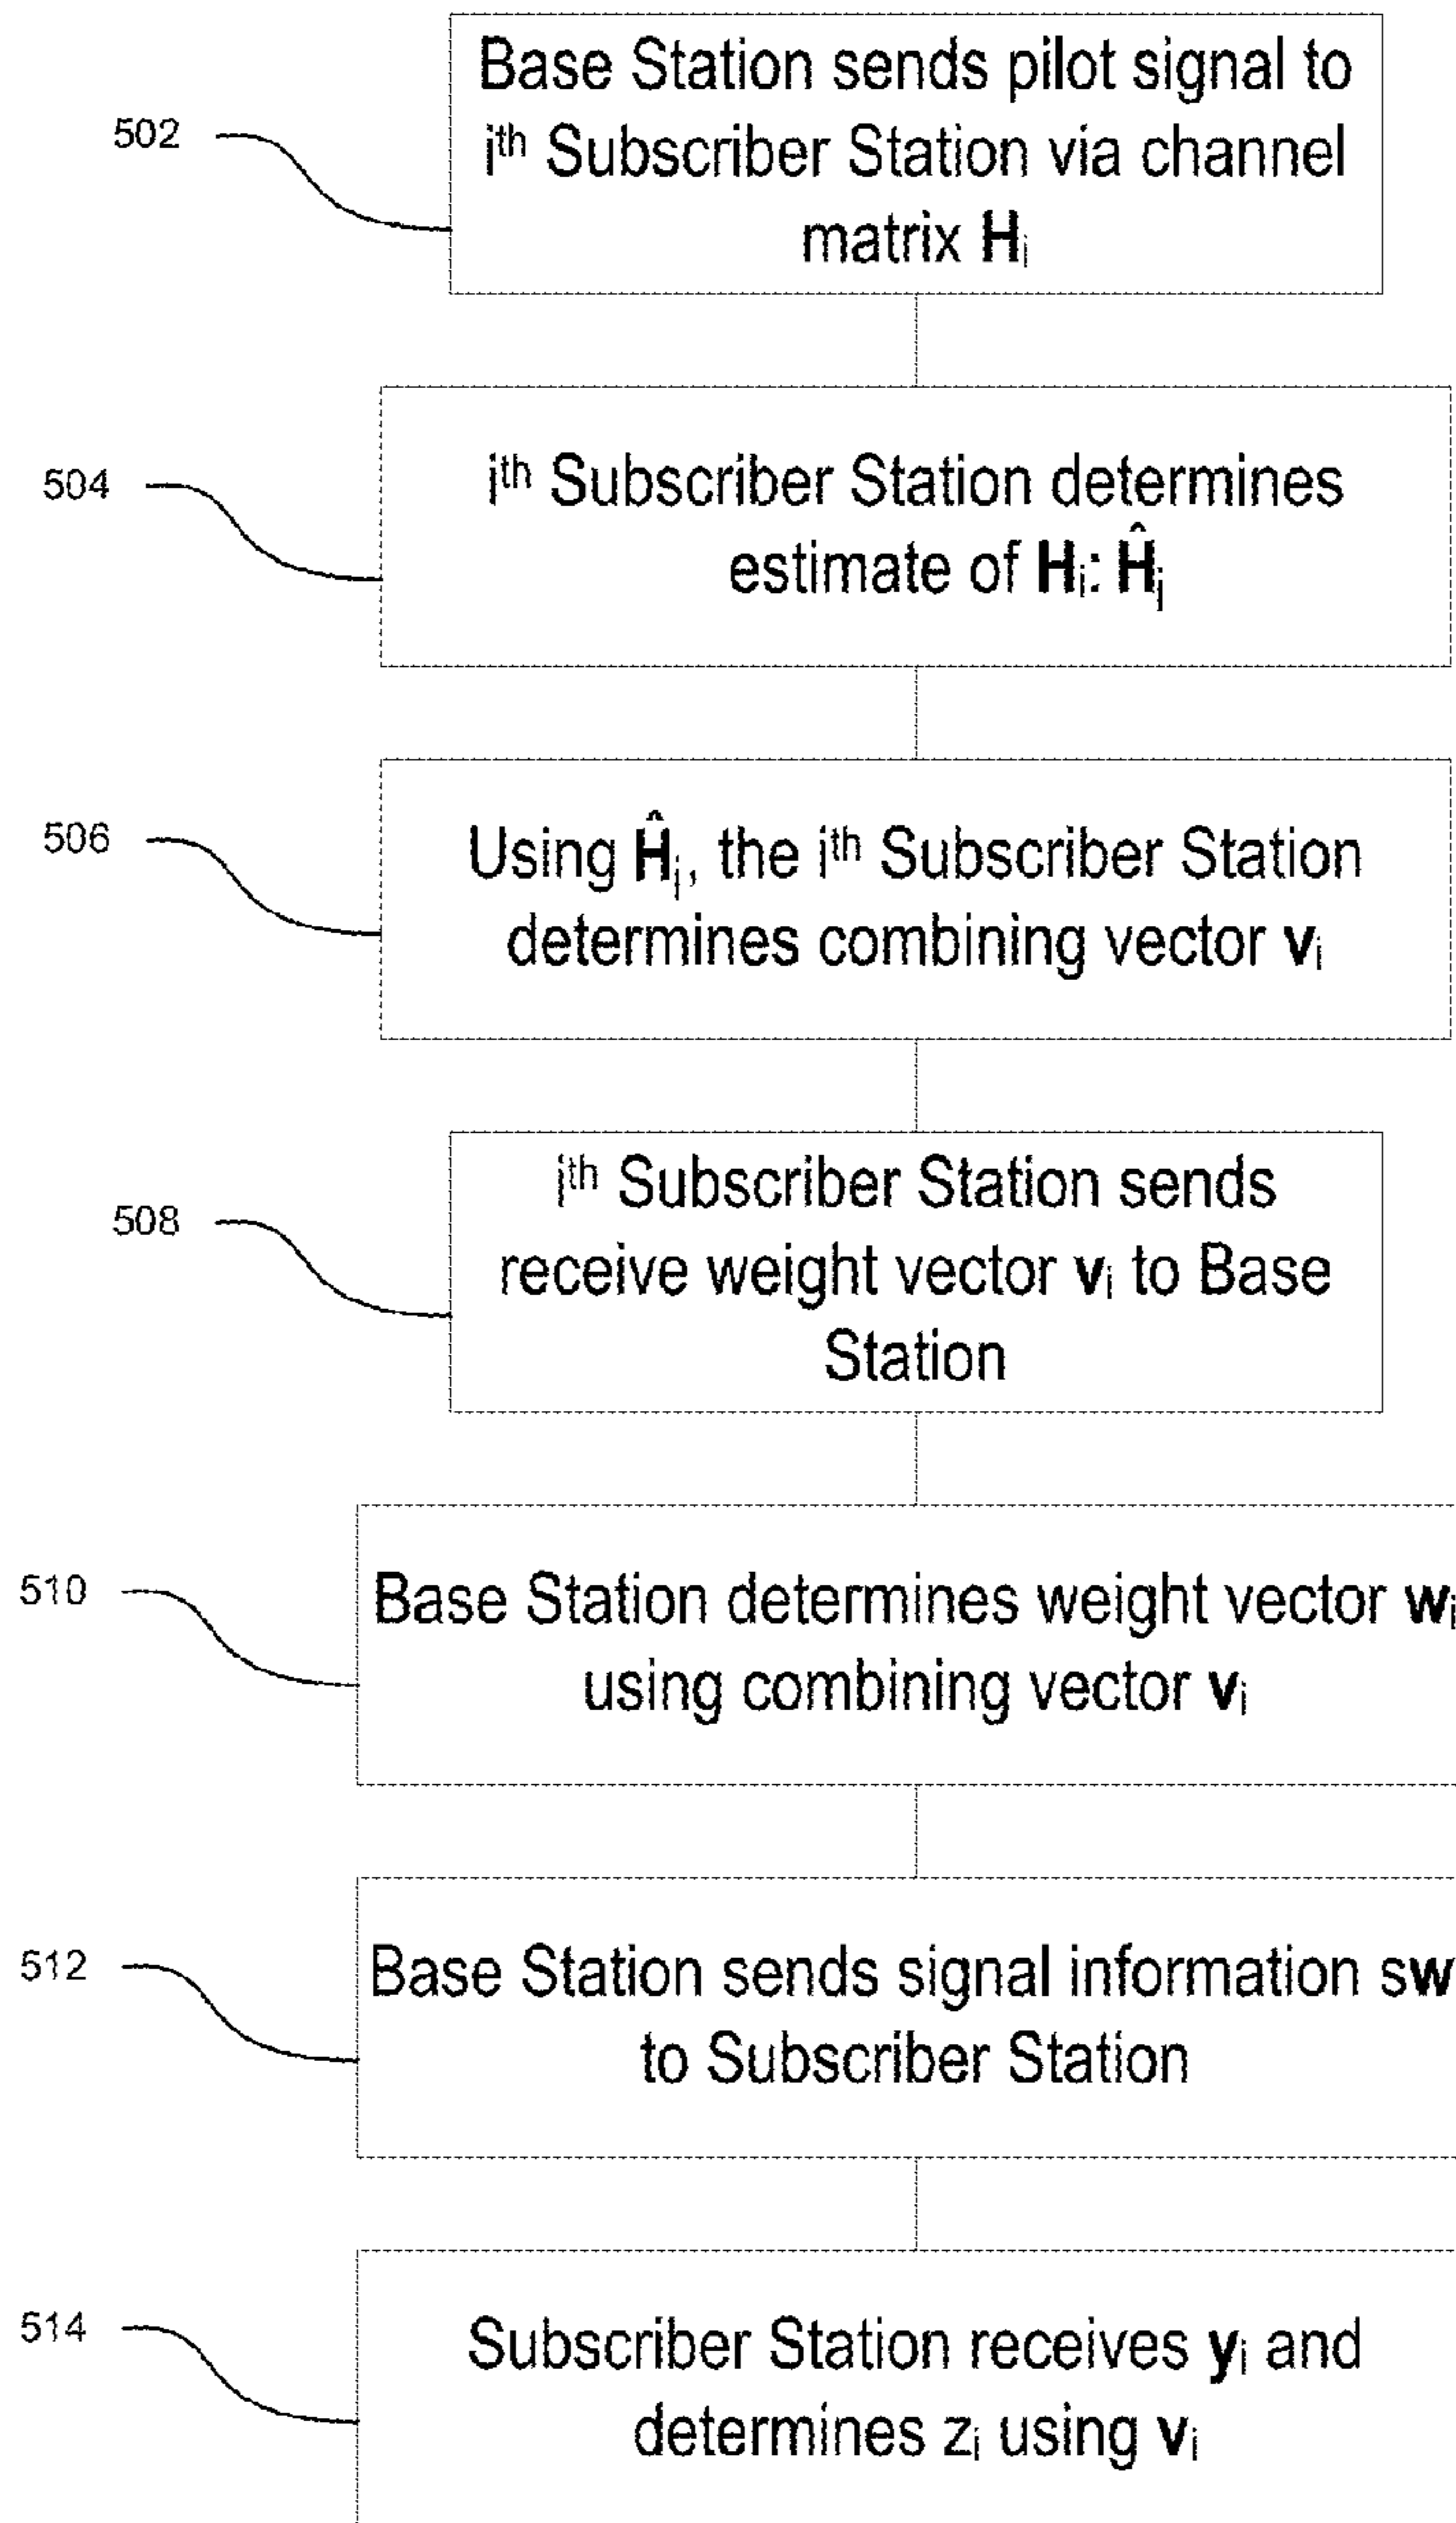 502
Base Station sends pilot signal to
iᵗʰ Subscriber Station via channel
matrix Hᵢ
504
iᵗʰ Subscriber Station determines
estimate of Hᵢ: Ĥᵢ
506
Using Ĥᵢ, the iᵗʰ Subscriber Station
determines combining vector vᵢ
508
iᵗʰ Subscriber Station sends
receive weight vector vᵢ to Base
Station
510
Base Station determines weight vector wᵢ
using combining vector vᵢ
512
Base Station sends signal information sw
to Subscriber Station
514
Subscriber Station receives yᵢ and
determines zᵢ using vᵢ